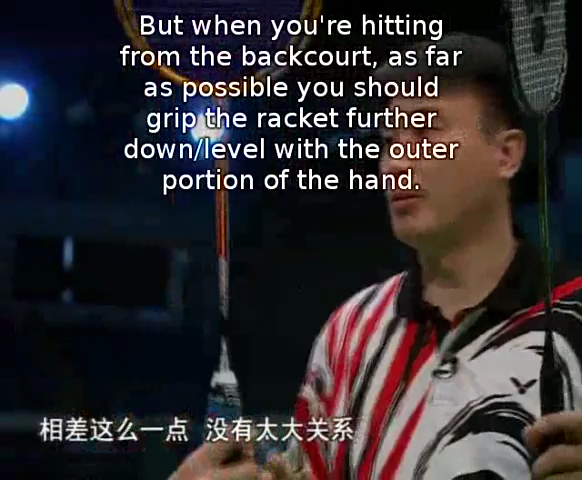 But when you're hitting
from the backcourt, as far
as possible you should
grip the racket further
down/level with the outer
portion of the hand.
相差这么一点 没有太大关系